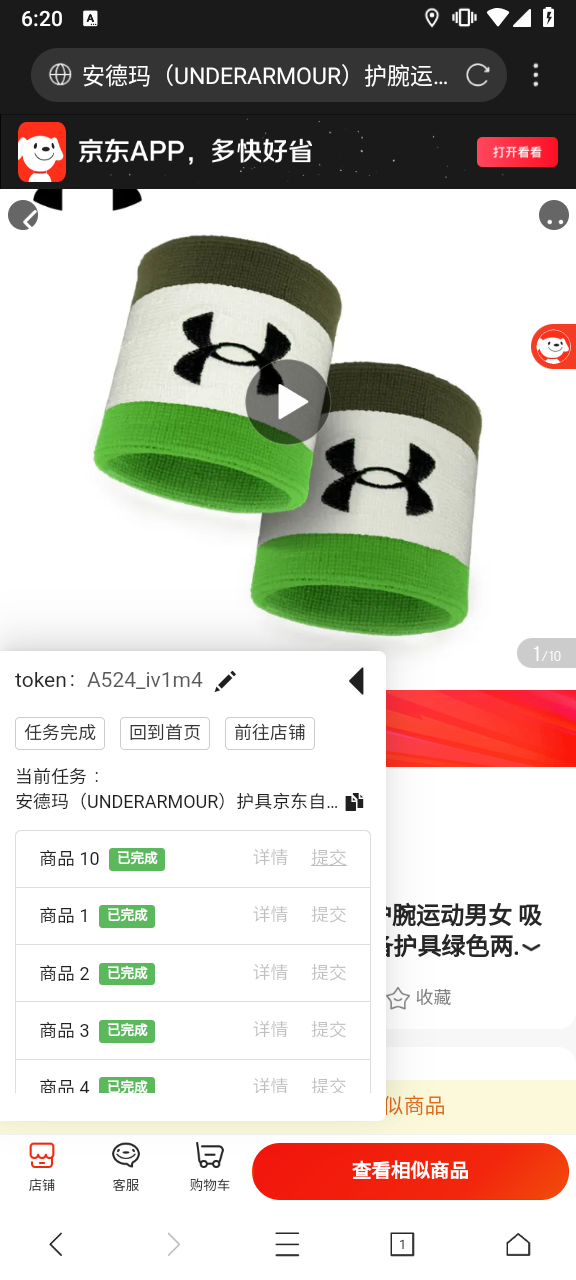 6:20
A
安德玛（UNDERARMOUR）护腕运...
京东APP，多快好省
打开看看
1/10
token： A524_iv1m4
任务完成 回到首页 前往店铺
当前任务 ：
安德玛（UNDERARMOUR）护具京东自...
商品 10 已完成 详情 提交
商品 1 已完成 详情 提交
商品 2 已完成 详情 提交
商品 3 已完成 详情 提交
商品 4 已完成 详情 提交
腕运动男女 吸
护具绿色两.
收藏
似商品
店铺
客服
购物车
查看相似商品
1